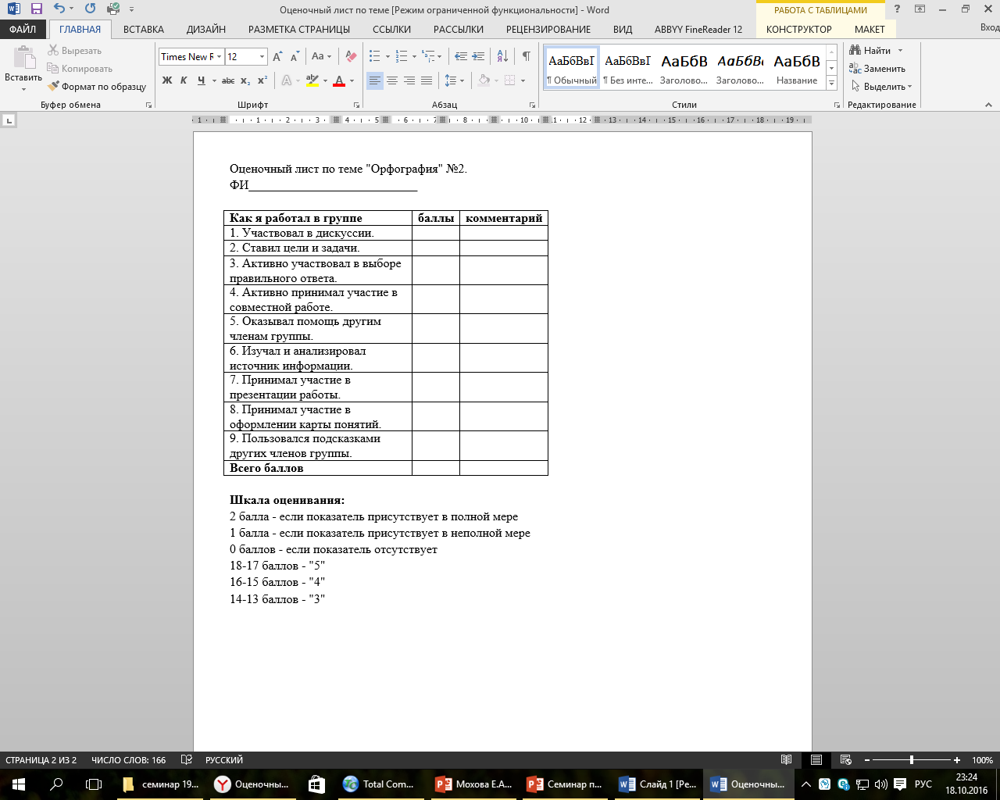 Оценочный лист по теме [Режим ограниченной функциональности] - Word
РАБОТА С ТАБЛИЦАМИ
ФАЙЛ ГЛАВНАЯ ВСТАВКА ДИЗАЙН РАЗМЕТКА СТРАНИЦЫ ССЫЛКИ РАССЫЛКИ РЕЦЕНЗИРОВАНИЕ ВИД ABBYY FineReader 12 КОНСТРУКТОР МАКЕТ Вход
Вставить
Вырезать
Копировать
Формат по образцу
Буфер обмена
Times New R 12
Ж К Ч abc x₂ x²
Шрифт
Абзац
АаБбВвГ АаБбВвГ АаБбВ АаБбВ АаБбВ
¶ Обычный ¶ Без инте... Заголово... Заголово... Название
Стили
Найти
Заменить
Выделить
Редактирование
1 1 2 3 4 5 6 7 8 10 11 12 13 14 15 16 17 18 19
Оценочный лист по теме "Орфография" №2.
ФИ___________________________
Как я работал в группе баллы комментарий
1. Участвовал в дискуссии.
2. Ставил цели и задачи.
3. Активно участвовал в выборе
правильного ответа.
4. Активно принимал участие в
совместной работе.
5. Оказывал помощь другим
членам группы.
6. Изучал и анализировал
источник информации.
7. Принимал участие в
презентации работы.
8. Принимал участие в
оформлении карты понятий.
9. Пользовался подсказками
других членов группы.
Всего баллов
Шкала оценивания:
2 балла - если показатель присутствует в полной мере
1 балла - если показатель присутствует в неполной мере
0 баллов - если показатель отсутствует
18-17 баллов - "5"
16-15 баллов - "4"
14-13 баллов - "3"
СТРАНИЦА 2 ИЗ 2 ЧИСЛО СЛОВ: 166 РУССКИЙ 100%
семинар 19... Оценочны... Total Com... Мохова Е.А... Семинар п... Слайд 1 [Ре... Оценочны... РУС 23:24
18.10.2016